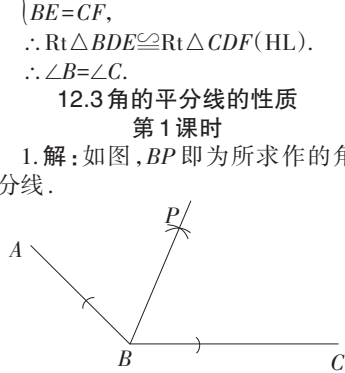 BE=CF,
∴Rt△BDE≌Rt△CDF(HL).
∴∠B=∠C.
12.3角的平分线的性质
第1课时
1.解:如图,BP即为所求作的角
分线.
P
A
B
C